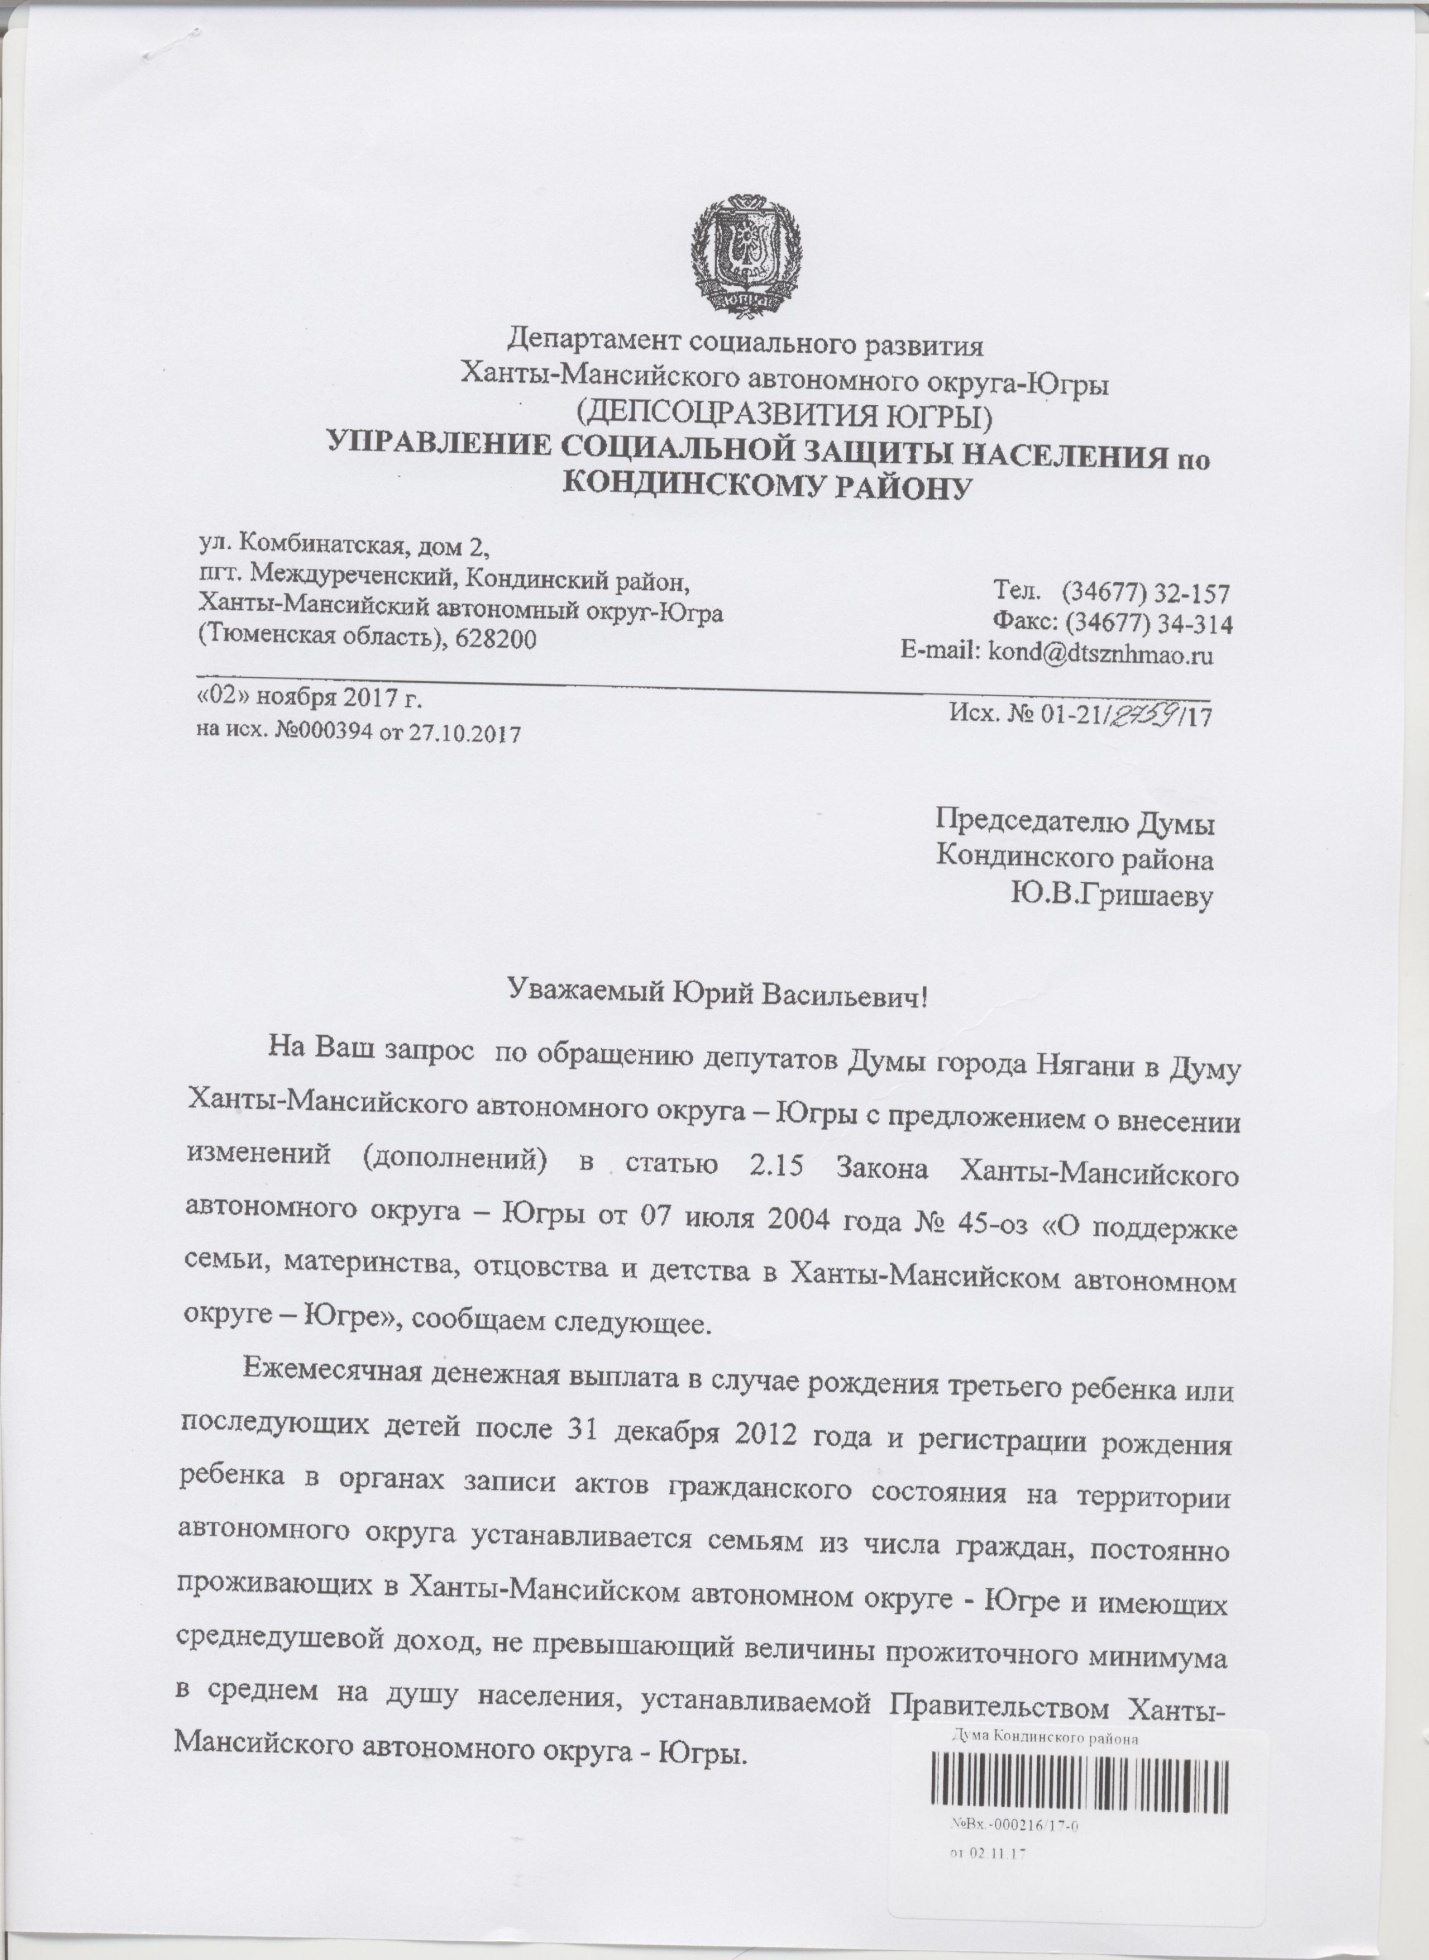 ЮГРА
Департамент социального развития
Ханты-Мансийского автономного округа-Югры
(ДЕПСОЦРАЗВИТИЯ ЮГРЫ)
УПРАВЛЕНИЕ СОЦИАЛЬНОЙ ЗАЩИТЫ НАСЕЛЕНИЯ по
КОНДИНСКОМУ РАЙОНУ
ул. Комбинатская, дом 2,
пгт. Междуреченский, Кондинский район,
Ханты-Мансийский автономный округ-Югра
(Тюменская область), 628200
Тел. (34677) 32-157
Факс: (34677) 34-314
E-mail: kond@dtsznhmao.ru
«02» ноября 2017 г.
Исх. № 01-21/2759/17
на исх. №000394 от 27.10.2017
Председателю Думы
Кондинского района
Ю.В.Гришаеву
Уважаемый Юрий Васильевич!
На Ваш запрос по обращению депутатов Думы города Нягани в Думу
Ханты-Мансийского автономного округа – Югры с предложением о внесении
изменений (дополнений) в статью 2.15 Закона Ханты-Мансийского
автономного округа – Югры от 07 июля 2004 года № 45-оз «О поддержке
семьи, материнства, отцовства и детства в Ханты-Мансийском автономном
округе – Югре», сообщаем следующее.
Ежемесячная денежная выплата в случае рождения третьего ребенка или
последующих детей после 31 декабря 2012 года и регистрации рождения
ребенка в органах записи актов гражданского состояния на территории
автономного округа устанавливается семьям из числа граждан, постоянно
проживающих в Ханты-Мансийском автономном округе - Югре и имеющих
среднедушевой доход, не превышающий величины прожиточного минимума
в среднем на душу населения, устанавливаемой Правительством Ханты-
Мансийского автономного округа - Югры.
Дума Кондинского района
№Вх.-000216/17-0
от 02.11.17